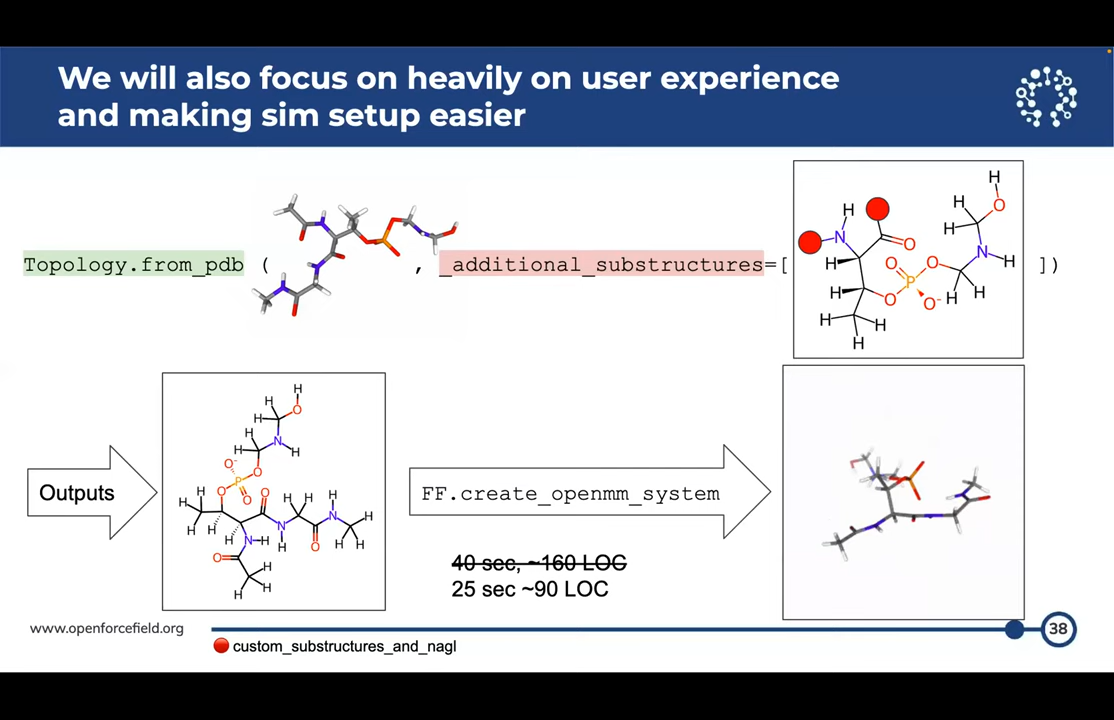 We will also focus on heavily on user experience
and making sim setup easier
Topology.from_pdb ( , _additional_substructures=[ ])
H
H
O
H
H
N
H
O
H
O
O
N
H
P
H
O
O-
H
H
H
H
H
Outputs
H
H
O
H
H
N
H
H
O-
O
P
O
O
H
O
H
H
H
H
N
H
H
H
H
N
H
O
H
H
N
H
O
H
H
H
FF.create_openmm_system
40 sec, ~160 LOC
25 sec ~90 LOC
www.openforcefield.org
38
custom_substructures_and_nagl